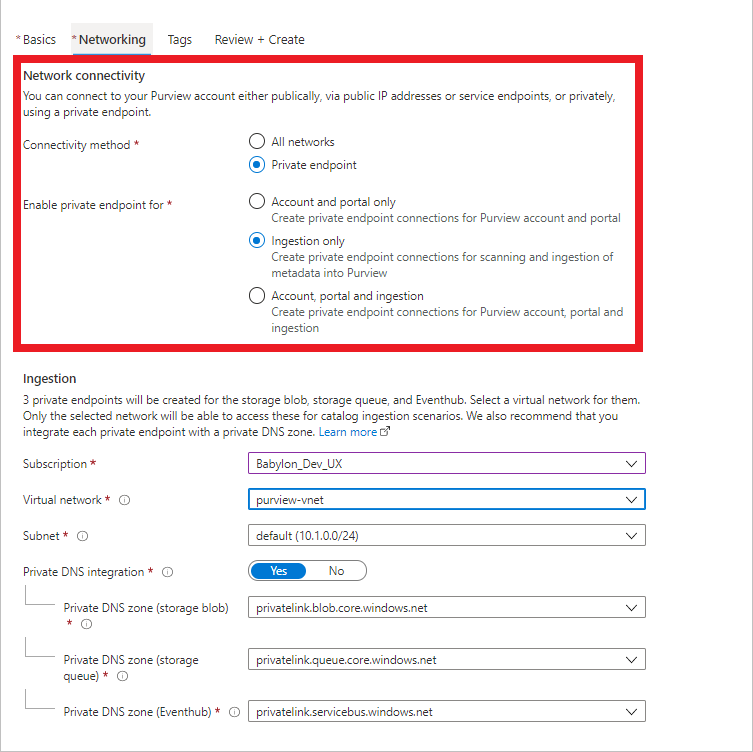 * Basics * Networking Tags Review + Create
Network connectivity
You can connect to your Purview account either publically, via public IP addresses or service endpoints, or privately,
using a private endpoint.
Connectivity method *
All networks
Private endpoint
Enable private endpoint for *
Account and portal only
Create private endpoint connections for Purview account and portal
Ingestion only
Create private endpoint connections for scanning and ingestion of
metadata into Purview
Account, portal and ingestion
Create private endpoint connections for Purview account, portal and
ingestion
Ingestion
3 private endpoints will be created for the storage blob, storage queue, and Eventhub. Select a virtual network for them.
Only the selected network will be able to access these for catalog ingestion scenarios. We also recommend that you
integrate each private endpoint with a private DNS zone. Learn more
Subscription * Babylon_Dev_UX
Virtual network * purview-vnet
Subnet * default (10.1.0.0/24)
Private DNS integration * Yes No
Private DNS zone (storage blob)
* privatelink.blob.core.windows.net
Private DNS zone (storage
queue) * privatelink.queue.core.windows.net
Private DNS zone (Eventhub) * privatelink.servicebus.windows.net